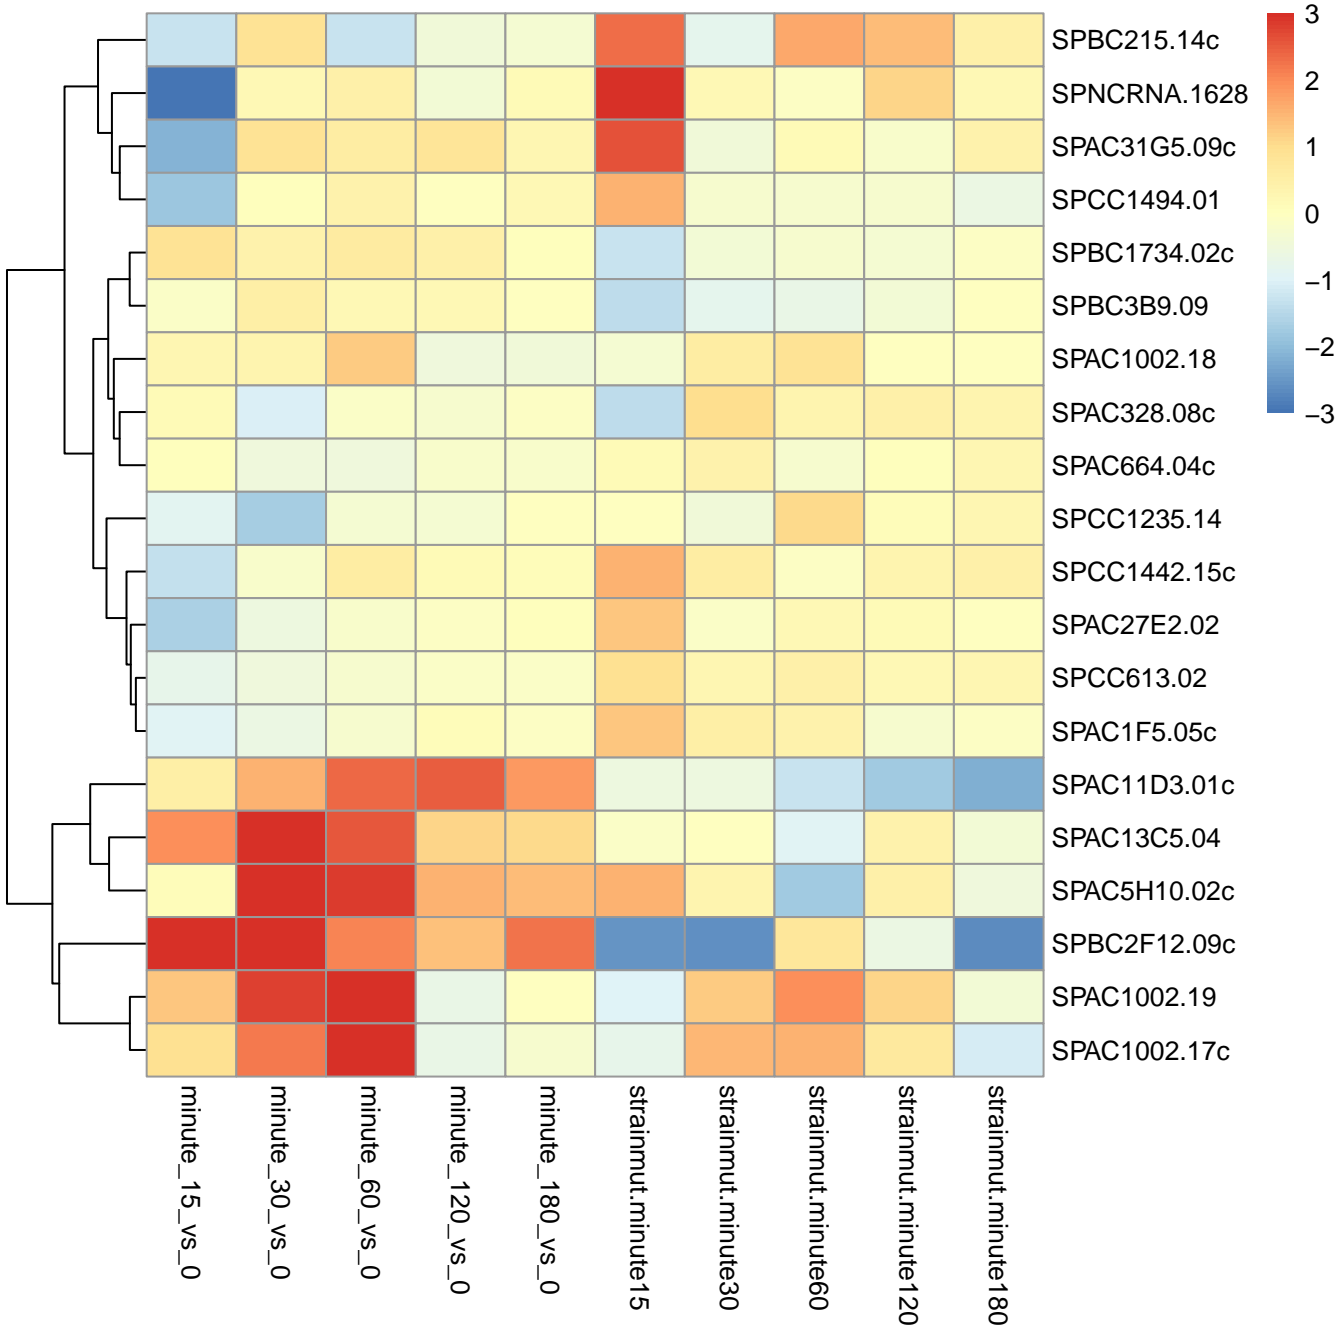 3
2
1
0
−1
−2
−3
SPBC215.14c
SPNCRNA.1628
SPAC31G5.09c
SPCC1494.01
SPBC1734.02c
SPBC3B9.09
SPAC1002.18
SPAC328.08c
SPAC664.04c
SPCC1235.14
SPCC1442.15c
SPAC27E2.02
SPCC613.02
SPAC1F5.05c
SPAC11D3.01c
SPAC13C5.04
SPAC5H10.02c
SPBC2F12.09c
SPAC1002.19
SPAC1002.17c
minute_15_vs_0
minute_30_vs_0
minute_60_vs_0
minute_120_vs_0
minute_180_vs_0
strainmut.minute15
strainmut.minute30
strainmut.minute60
strainmut.minute120
strainmut.minute180